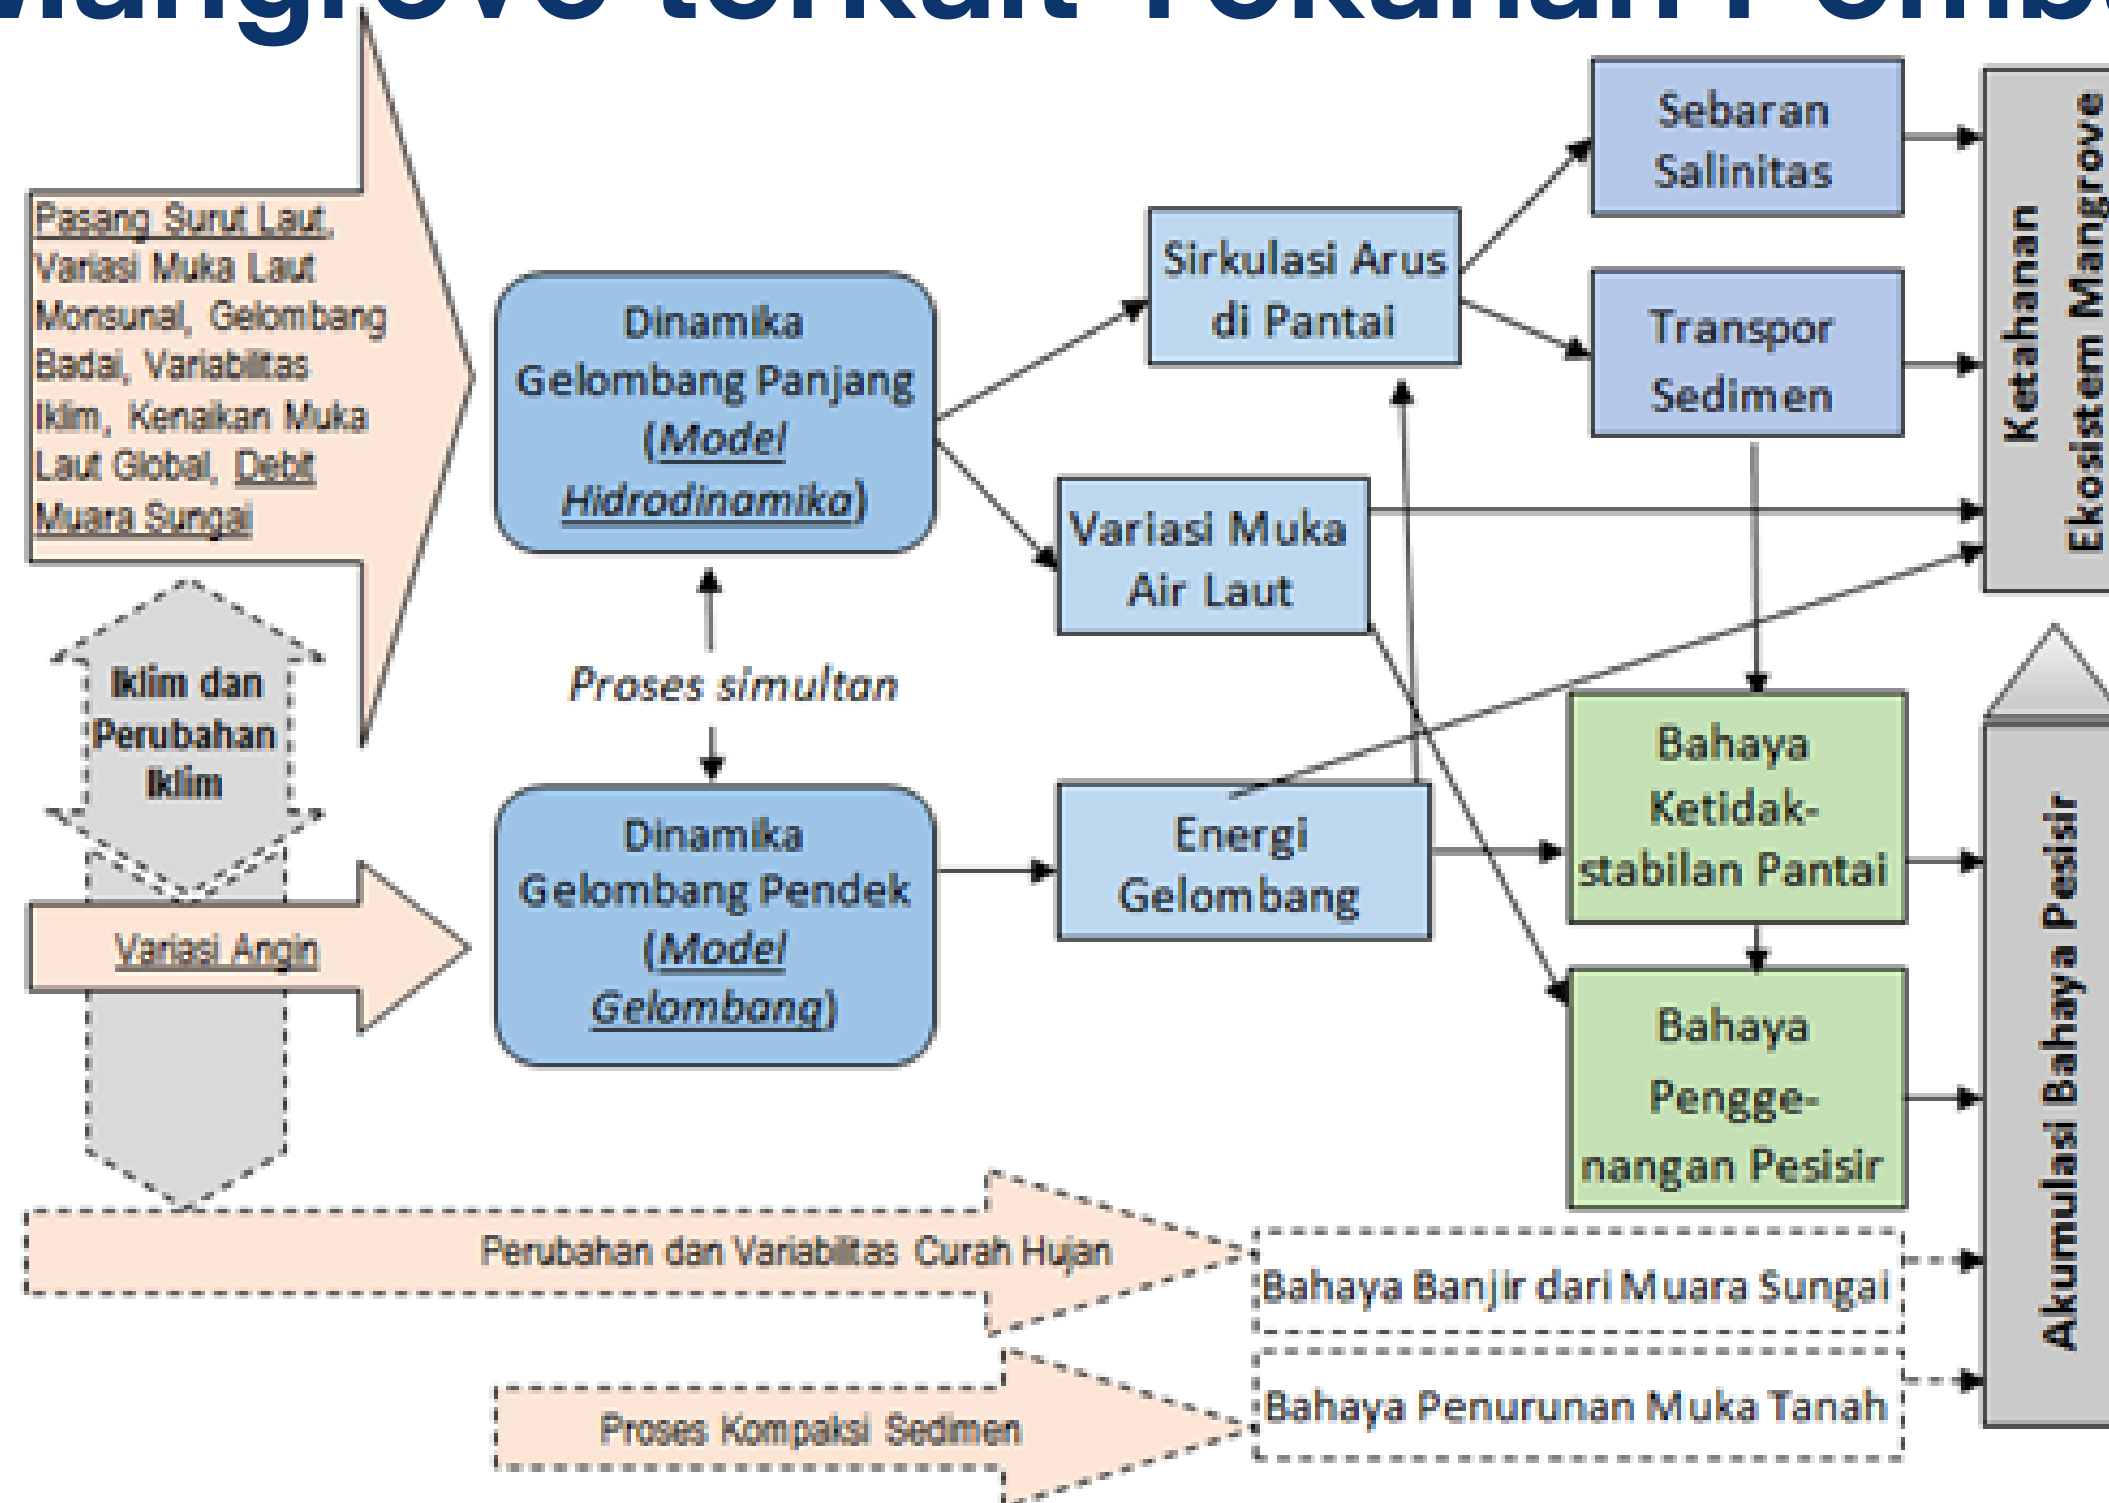 Mangrove terkait Tekanan Pemba
Pasang Surut Laut,
Variasi Muka Laut
Monsunal, Gelombang
Badai, Variabilitas
Iklim, Kenaikan Muka
Laut Global, Debit
Muara Sungai
Iklim dan
Perubahan
Iklim
Variasi Angin
Dinamika
Gelombang Panjang
(Model
Hidrodinamika)
Proses simultan
Dinamika
Gelombang Pendek
(Model
Gelombang)
Sirkulasi Arus
di Pantai
Variasi Muka
Air Laut
Energi
Gelombang
Sebaran
Salinitas
Transpor
Sedimen
Bahaya
Ketidak-
stabilan Pantai
Bahaya
Pengge-
nangan Pesisir
Ketahanan
Ekosistem Mangrove
Akumulasi Bahaya Pesisir
Perubahan dan Variabilitas Curah Hujan
Bahaya Banjir dari Muara Sungai
Proses Kompaksi Sedimen
Bahaya Penurunan Muka Tanah